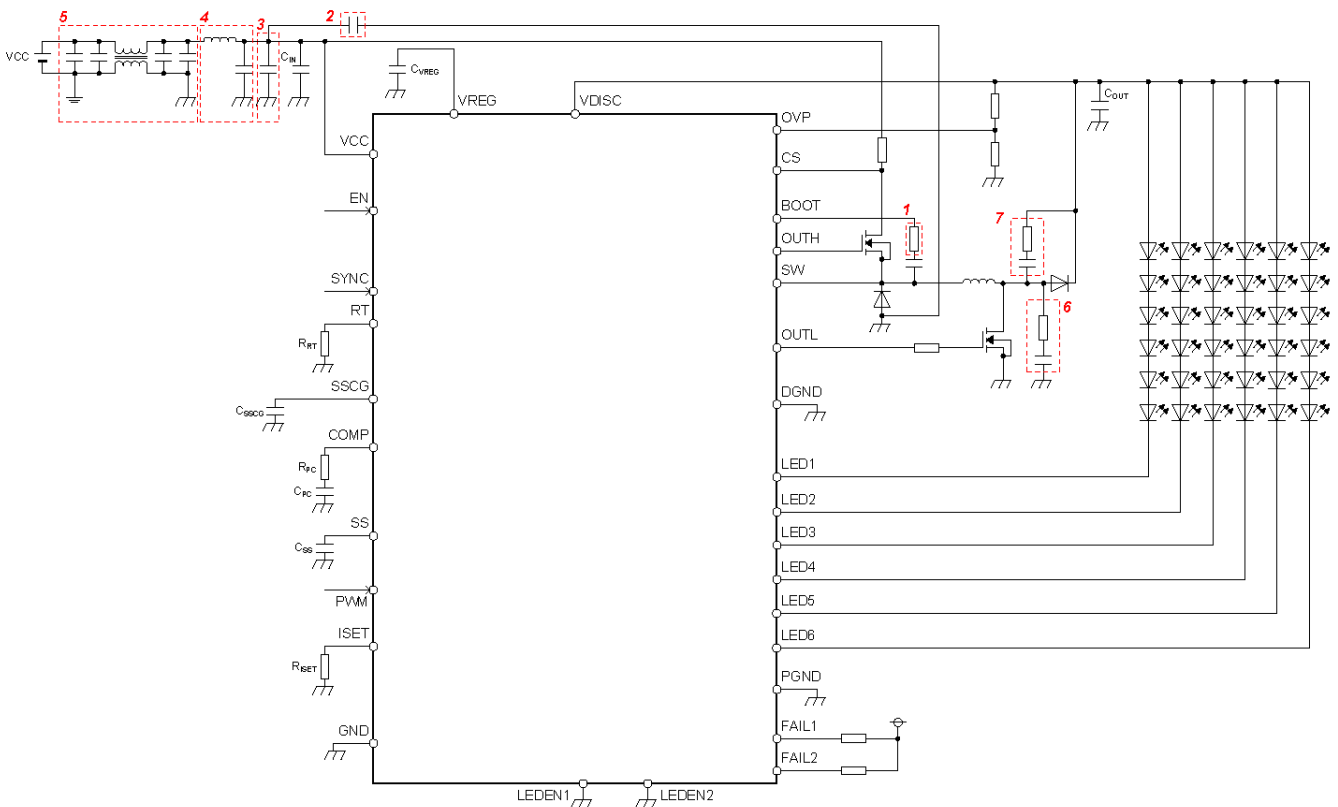 5 4 3 2
VCC
CIN
CVREG
VREG
VDISC
COUT
OVP
VCC
CS
EN
BOOT
1
7
OUTH
SW
SYNC
RT
RRT
6
OUTL
SSCG
CSSCG
DGND
COMP
RPC
CPC
LED1
LED2
SS
CSS
LED3
LED4
PWM
LED5
ISET
RISET
LED6
PGND
GND
FAIL1
FAIL2
LEDEN1 LEDEN2